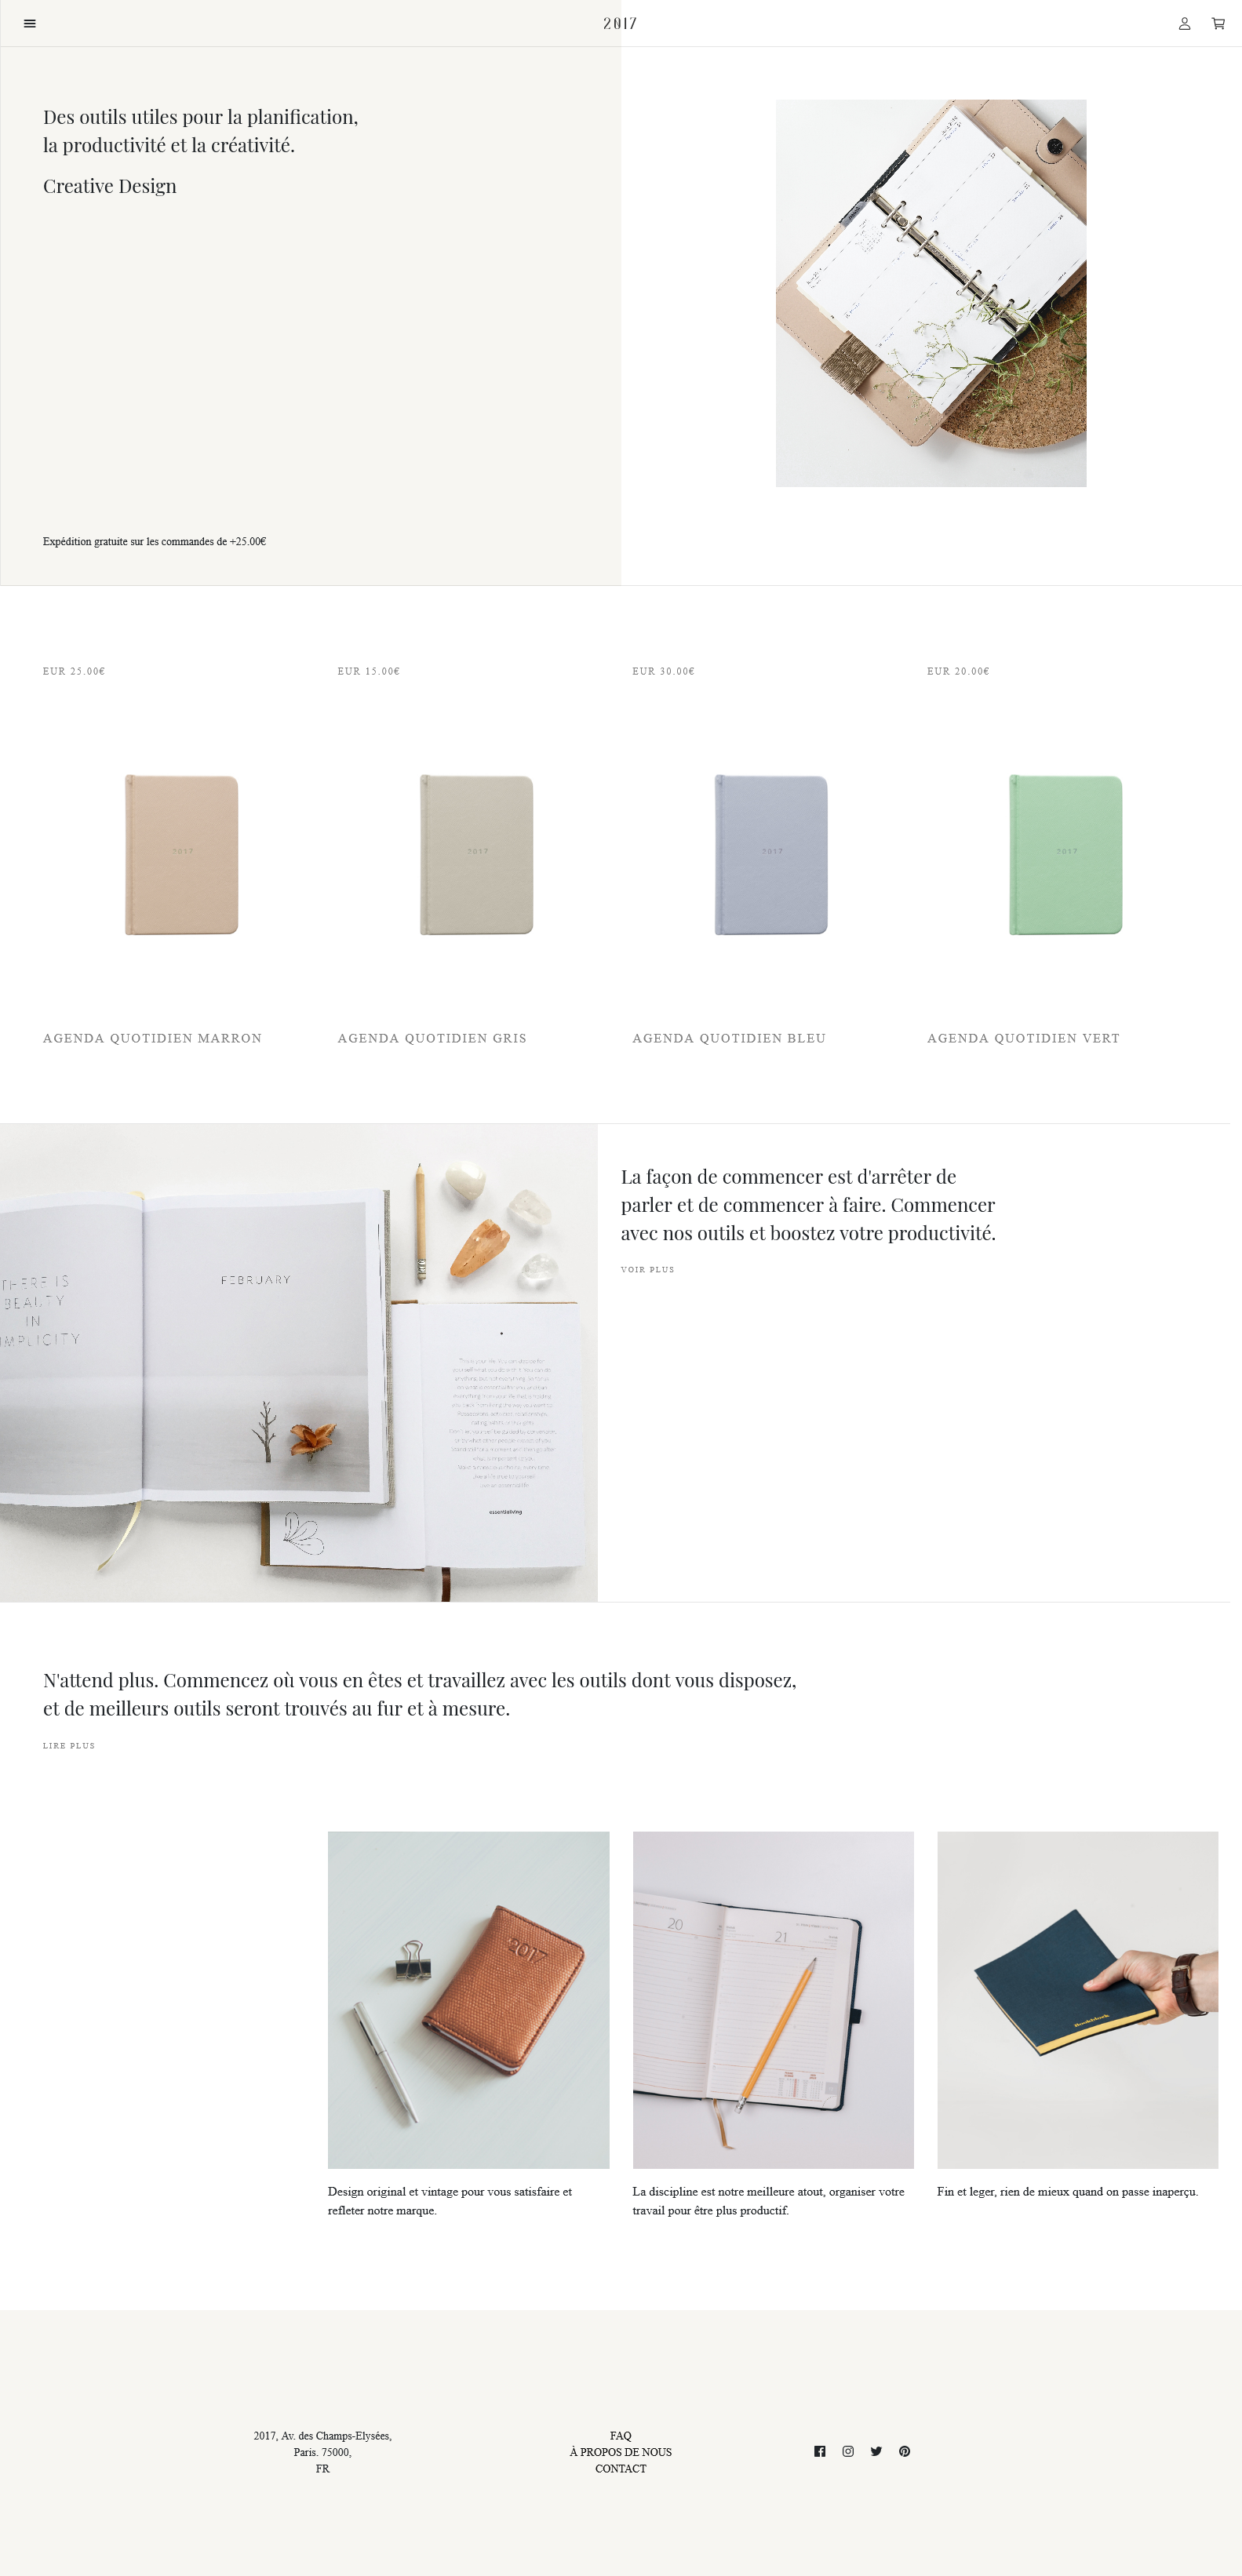 2017
Des outils utiles pour la planification,
la productivité et la créativité.
Creative Design
Expédition gratuite sur les commandes de +25.00€
EUR 25.00€
EUR 15.00€
EUR 30.00€
EUR 20.00€
2017
2017
2017
2017
AGENDA QUOTIDIEN MARRON
AGENDA QUOTIDIEN GRIS
AGENDA QUOTIDIEN BLEU
AGENDA QUOTIDIEN VERT
THERE IS
BEAUTY
IN
IMPLICITY
FEBRUARY
La façon de commencer est d'arrêter de
parler et de commencer à faire. Commencer
avec nos outils et boostez votre productivité.
VOIR PLUS
N'attend plus. Commencez où vous en êtes et travaillez avec les outils dont vous disposez,
et de meilleurs outils seront trouvés au fur et à mesure.
LIRE PLUS
2017
20
21
Design original et vintage pour vous satisfaire et
refleter notre marque.
La discipline est notre meilleure atout, organiser votre
travail pour être plus productif.
Fin et leger, rien de mieux quand on passe inaperçu.
2017, Av. des Champs-Elysées,
Paris. 75000,
FR
FAQ
À PROPOS DE NOUS
CONTACT